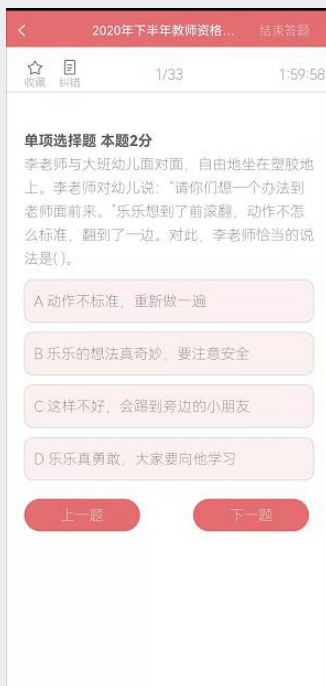 2020年下半年教师资格... 结束答题
收藏 纠错 1/33 1:59:58
单项选择题 本题2分
李老师与大班幼儿面对面，自由地坐在塑胶地
上。李老师对幼儿说：“请你们想一个办法到
老师面前来。”乐乐想到了前滚翻，动作不怎
么标准，翻到了一边。对此，李老师恰当的说
法是( )。
A 动作不标准，重新做一遍
B 乐乐的想法真奇妙，要注意安全
C 这样不好，会踢到旁边的小朋友
D 乐乐真勇敢，大家要向他学习
上一题 下一题